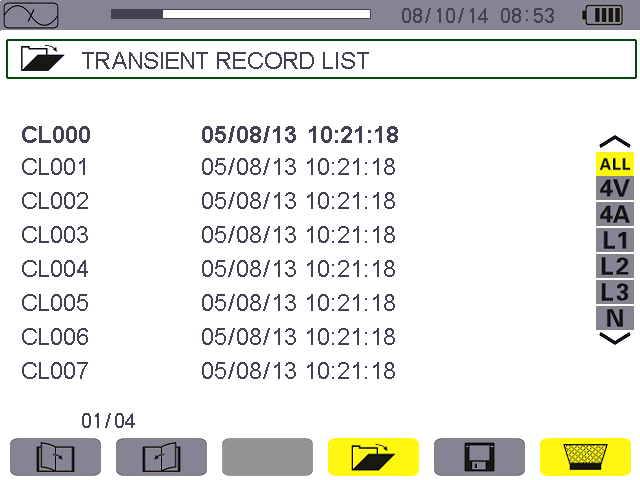 08/10/14 08:53
TRANSIENT RECORD LIST
CL000 05/08/13 10:21:18
CL001 05/08/13 10:21:18
CL002 05/08/13 10:21:18
CL003 05/08/13 10:21:18
CL004 05/08/13 10:21:18
CL005 05/08/13 10:21:18
CL006 05/08/13 10:21:18
CL007 05/08/13 10:21:18
ALL
4V
4A
L1
L2
L3
N
01/04